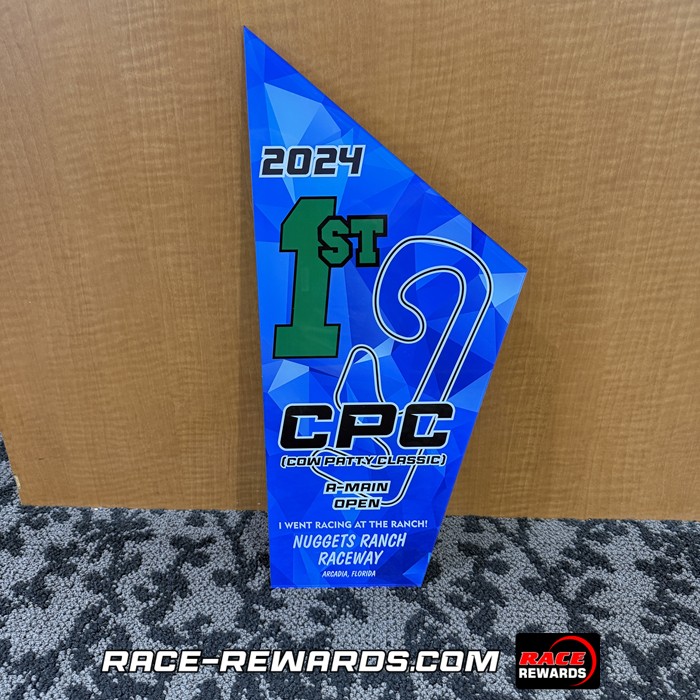 2024
1ST
CPC
(COW PATTY CLASSIC)
A-MAIN
OPEN
I WENT RACING AT THE RANCH!
NUGGETS RANCH
RACEWAY
ARCADIA, FLORIDA
RACE-REWARDS.COM
RACE
REWARDS